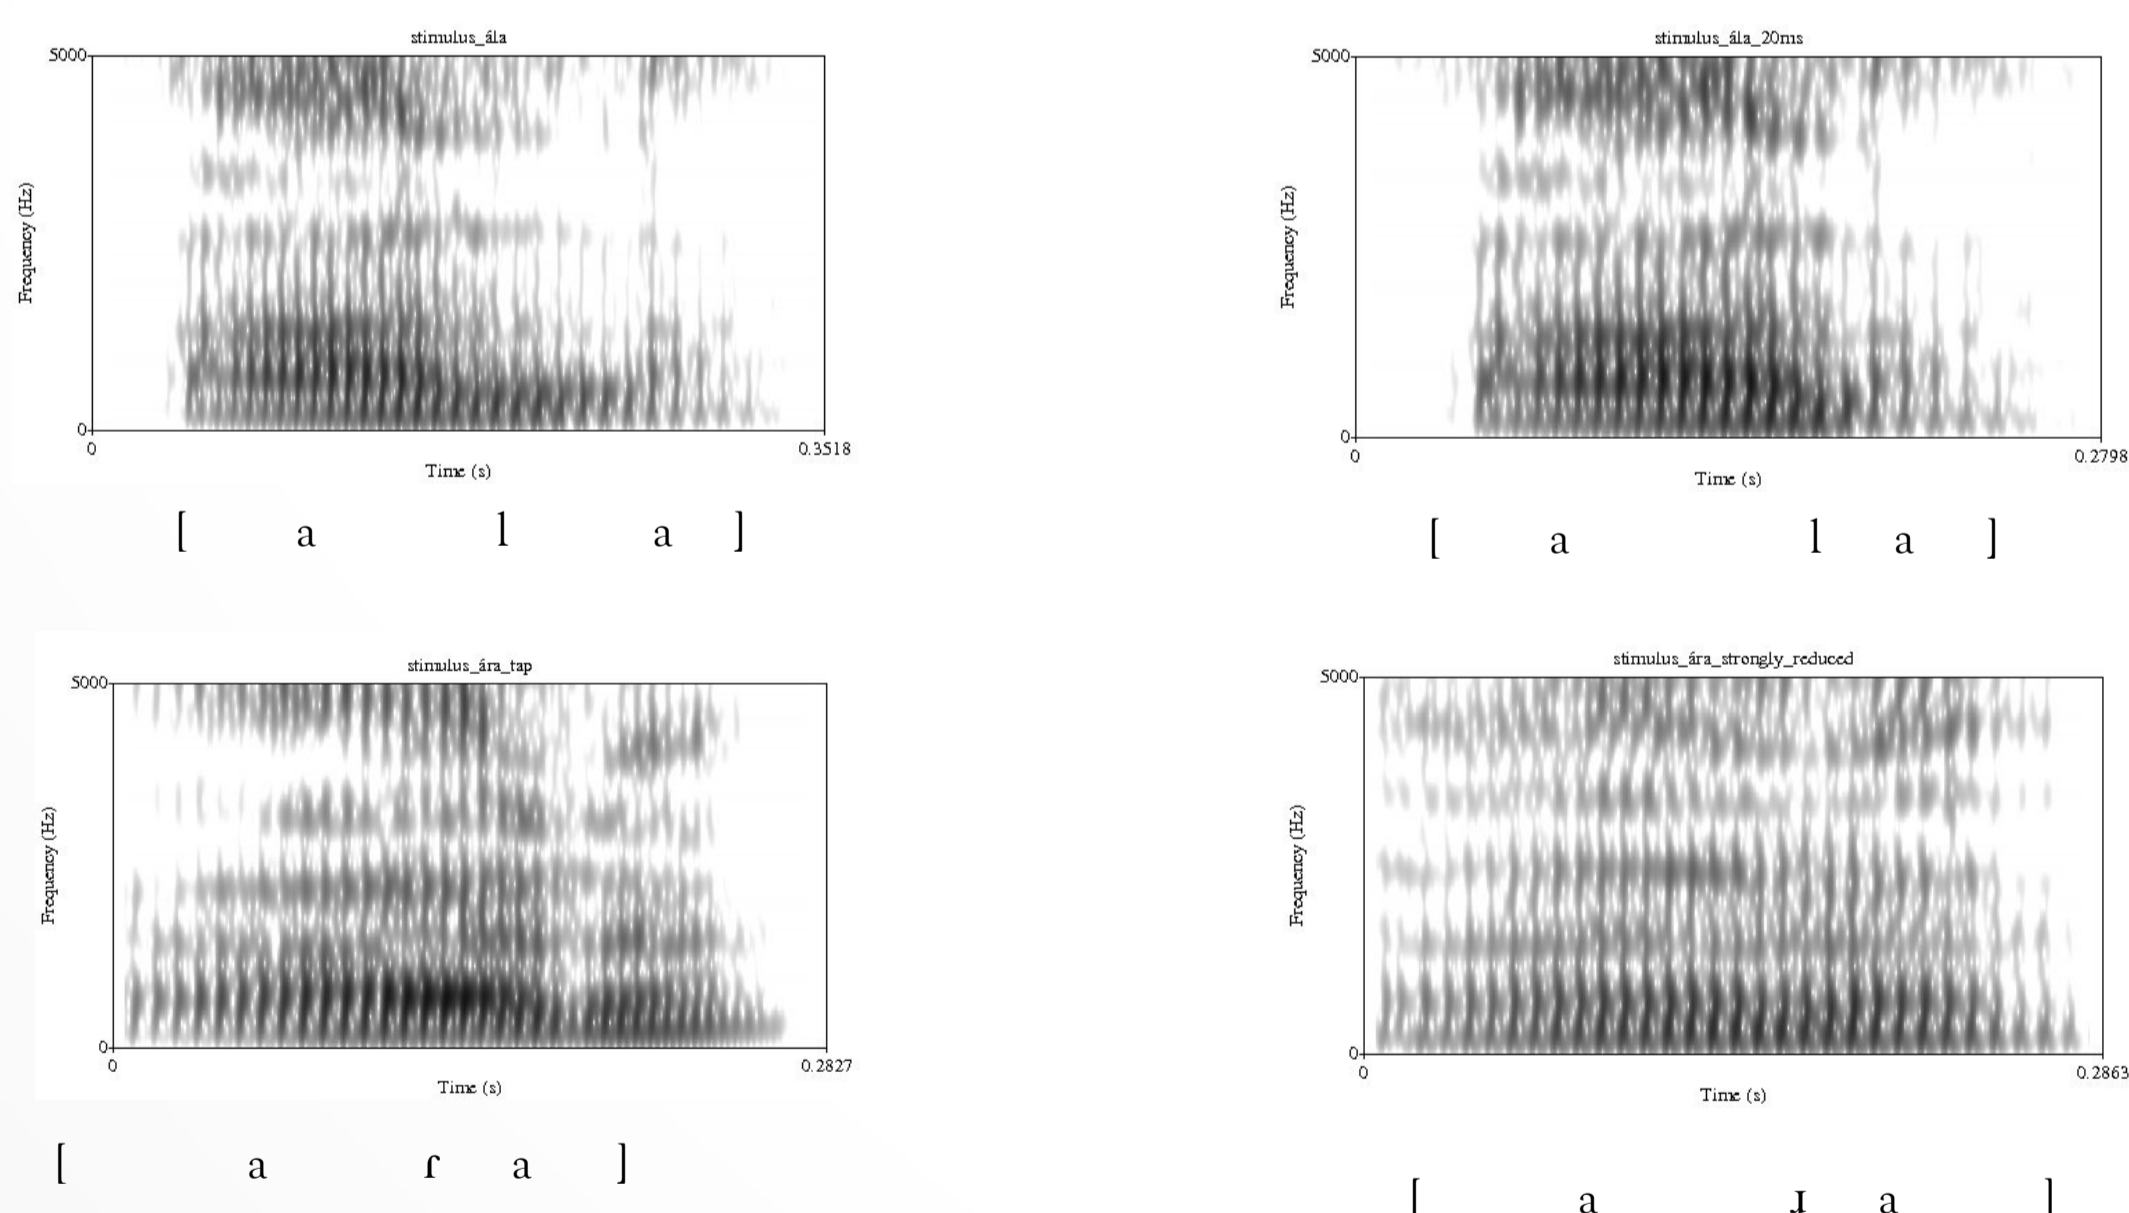 stimulus_ála
5000
Frequency (Hz)
0
0
0.3518
Time (s)
[ a l a ]
stimulus_ála_20ms
5000
Frequency (Hz)
0
0
0.2798
Time (s)
[ a l a ]
stimulus_ára_tap
5000
Frequency (Hz)
0
0
0.2827
Time (s)
[ a ɾ a ]
stimulus_ára_strongly_reduced
5000
Frequency (Hz)
0
0
0.2863
Time (s)
[ a ɹ a ]